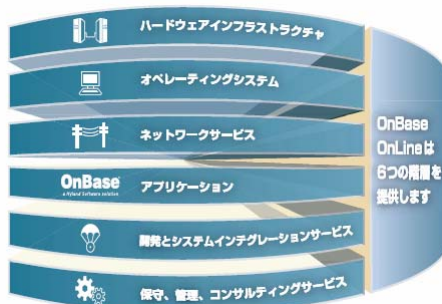 ハードウェアインフラストラクチャ
オペレーティングシステム
ネットワークサービス
OnBase
a Hyland Software solution
アプリケーション
開発とシステムインテグレーションサービス
保守、管理、コンサルティングサービス
OnBase
OnLineは
6つの階層を
提供します